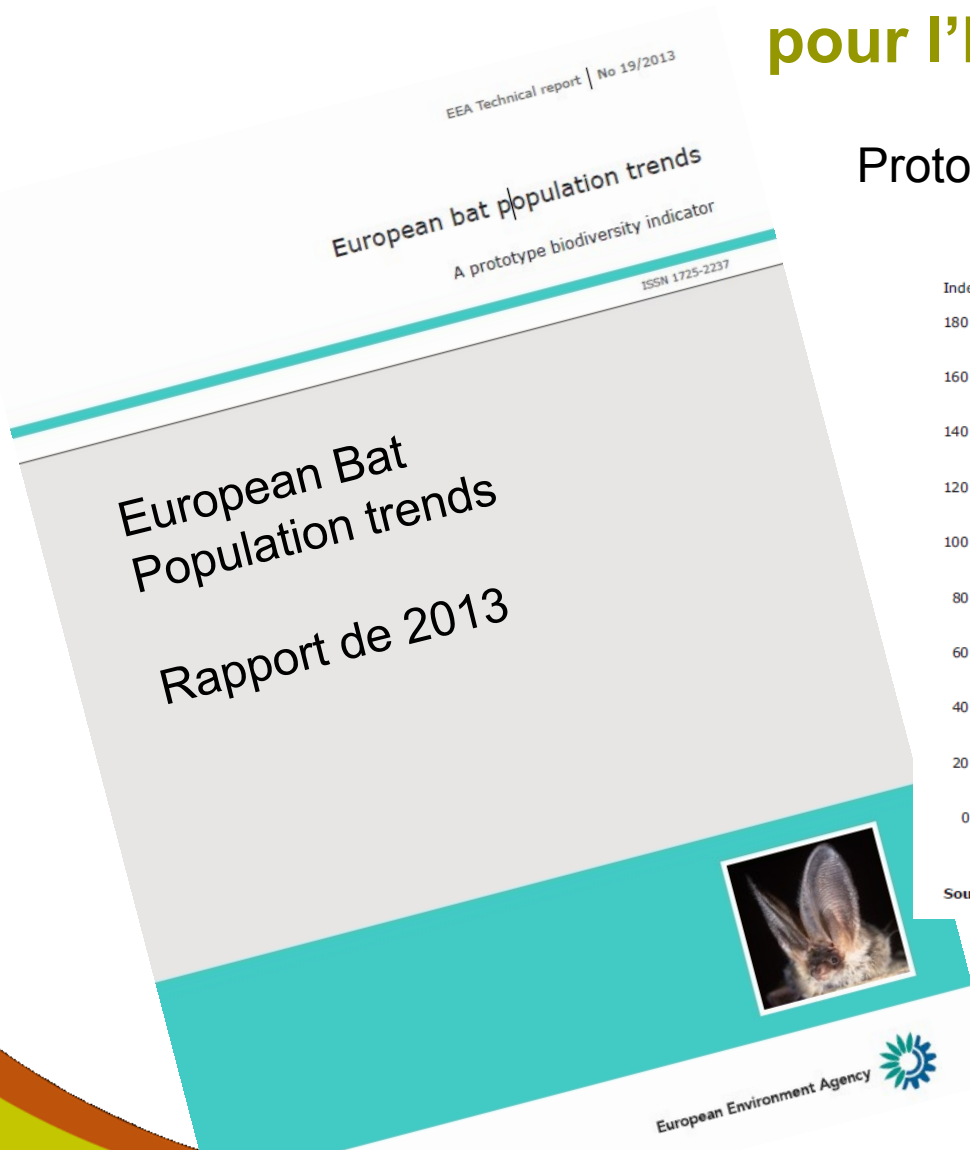 pour l'
EEA Technical report | No 19/2013
European bat population trends
A prototype biodiversity indicator
ISSN 1725-2237
European Bat
Population trends
Rapport de 2013
European Environment Agency
Proto
Inde
180
160
140
120
100
80
60
40
20
0
Sou